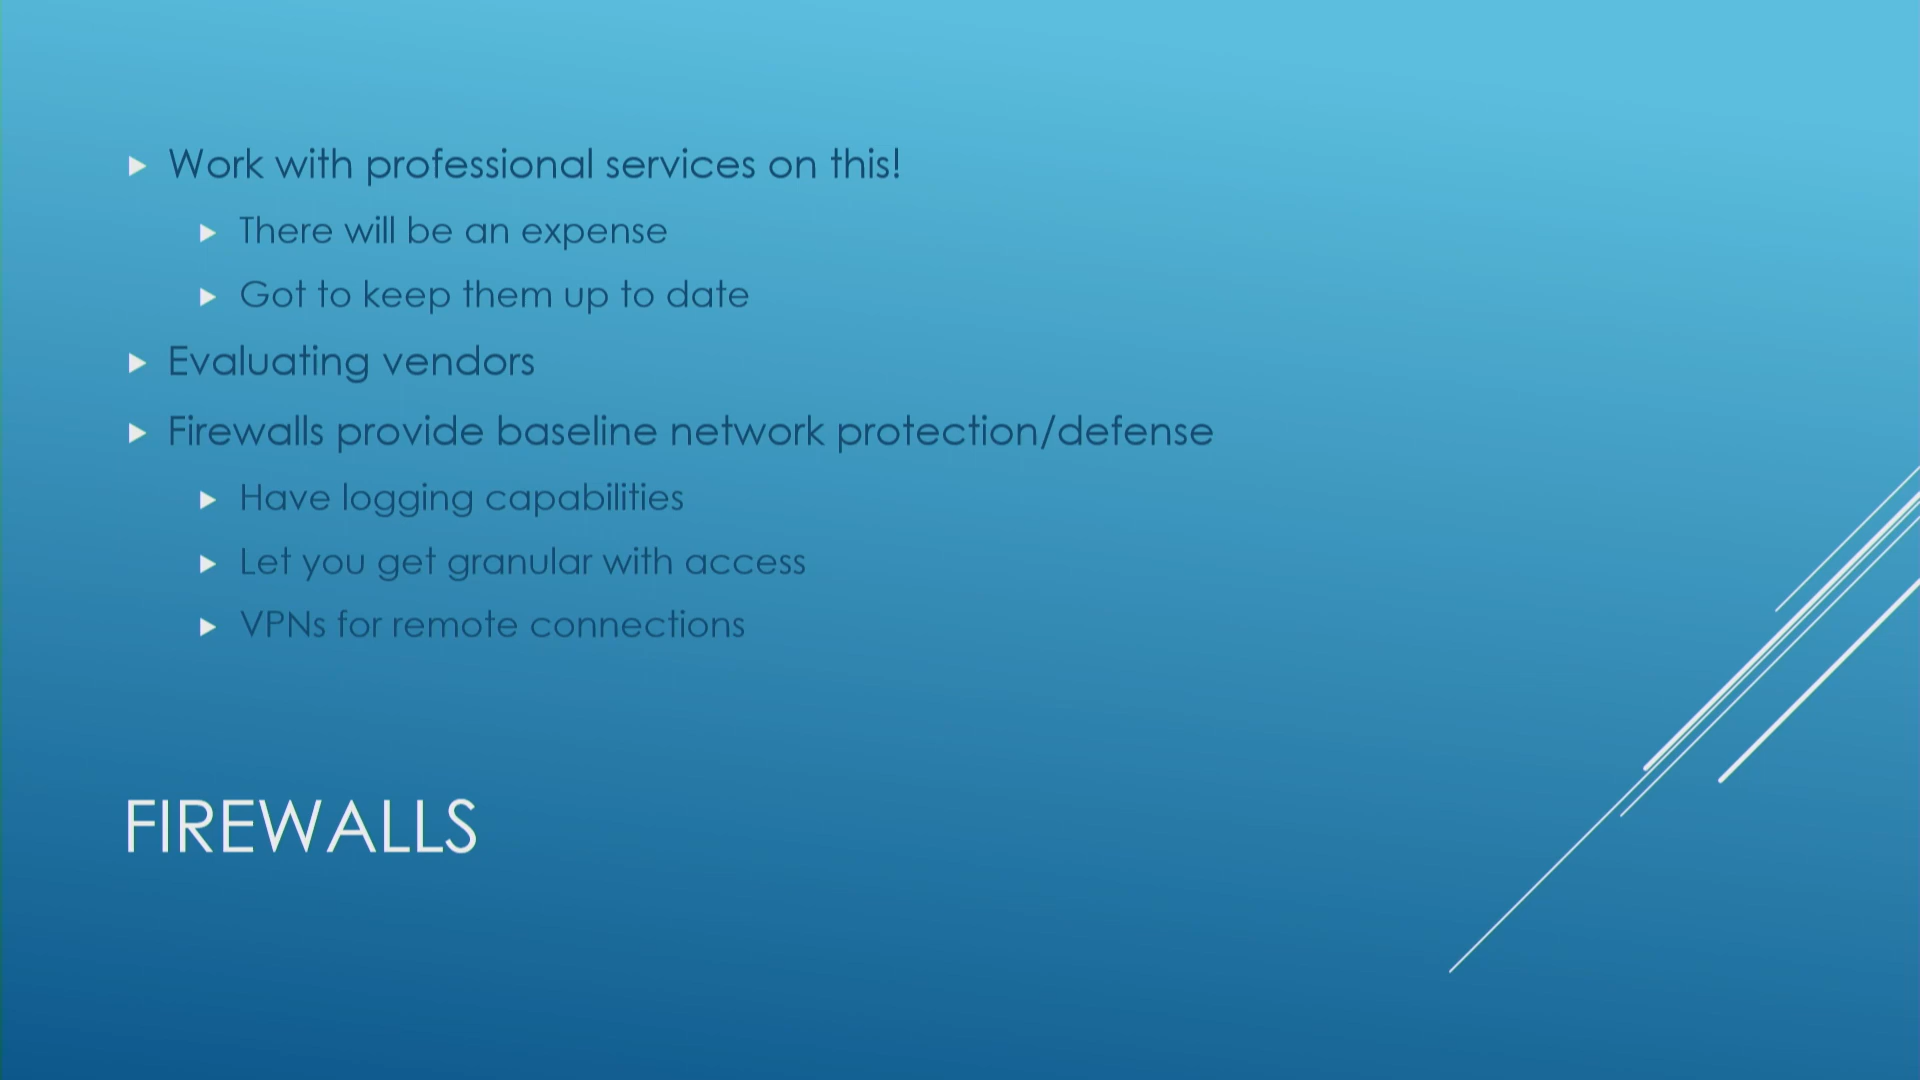 Work with professional services on this!
There will be an expense
Got to keep them up to date
Evaluating vendors
Firewalls provide baseline network protection/defense
Have logging capabilities
Let you get granular with access
VPNs for remote connections
FIREWALLS